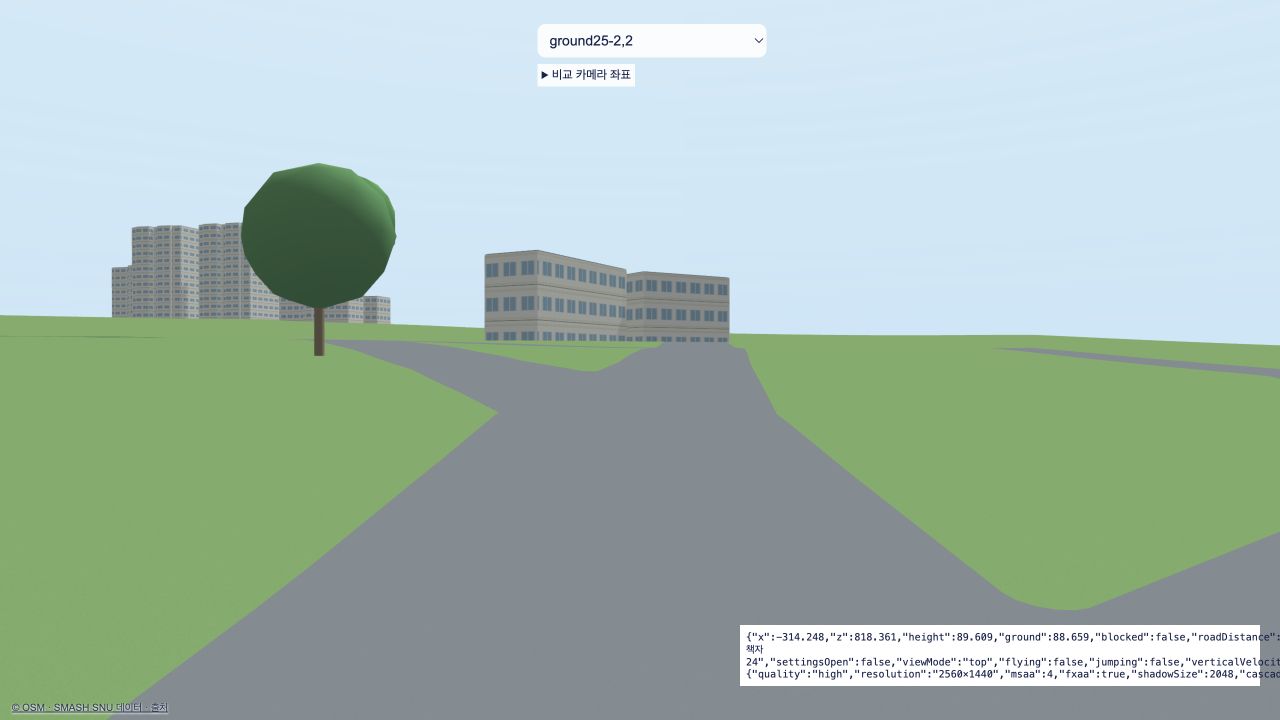 ground25-2,2
▶ 비교 카메라 좌표
{"x":-314.248,"z":818.361,"height":89.609,"ground":88.659,"blocked":false,"roadDistance":
책자
24","settingsOpen":false,"viewMode":"top","flying":false,"jumping":false,"verticalVelocit
{"quality":"high","resolution":"2560×1440","msaa":4,"fxaa":true,"shadowSize":2048,"cascad
© OSM · SMASH SNU 데이터 · 출처